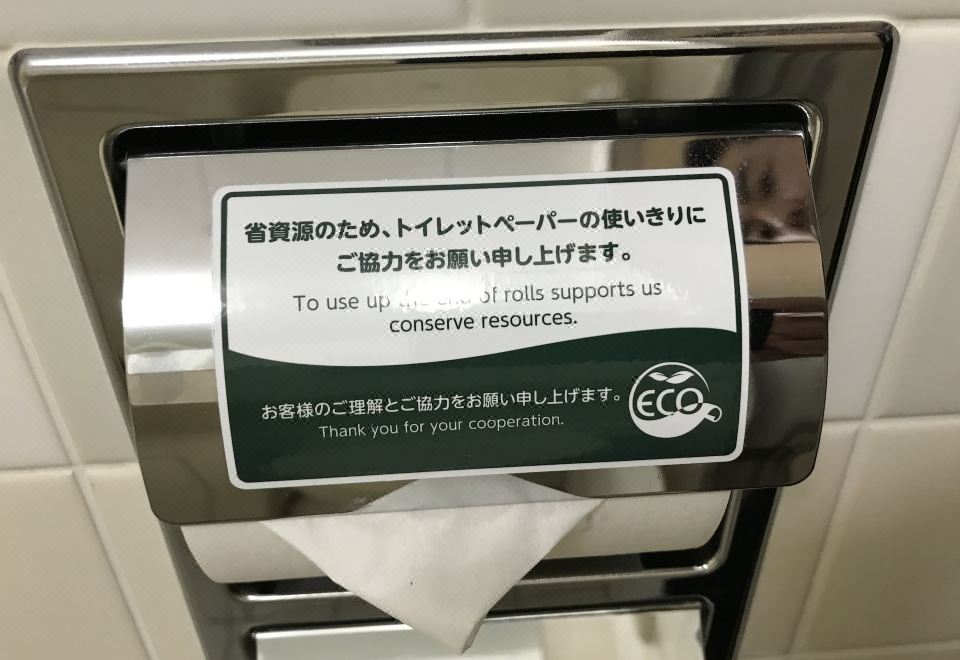 省資源のため、トイレットペーパーの使いきりに
ご協力をお願い申し上げます。
To use up the end of rolls supports us
conserve resources.
お客様のご理解とご協力をお願い申し上げます。
Thank you for your coöperation.
ECO